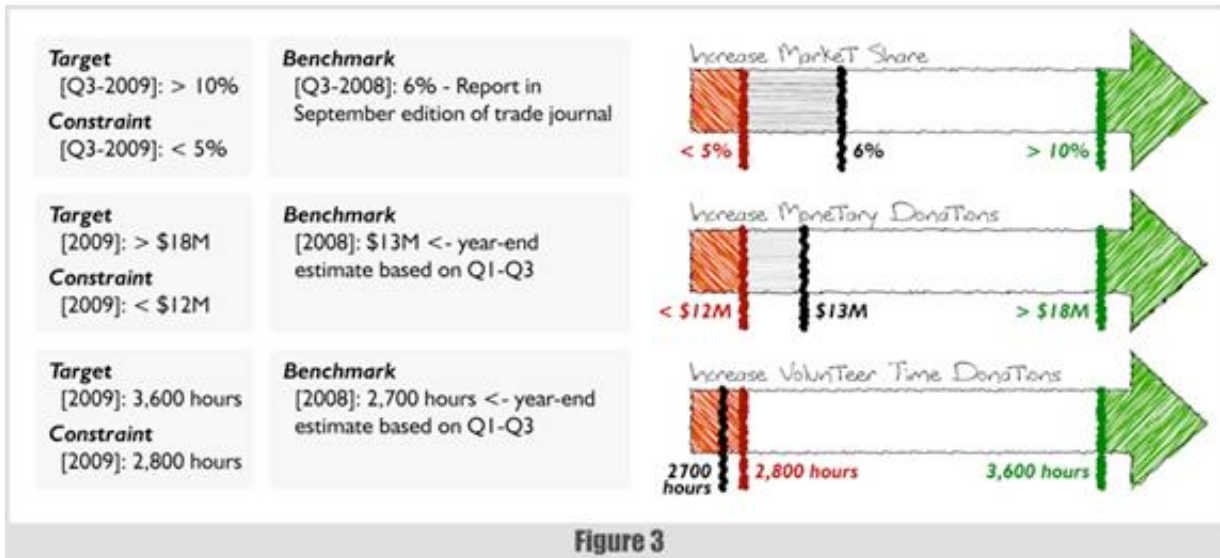 Target
[Q3-2009]: > 10%
Constraint
[Q3-2009]: < 5%
Benchmark
[Q3-2008]: 6% - Report in
September edition of trade journal
Increase Market Share
< 5%
6%
> 10%
Target
[2009]: > $18M
Constraint
[2009]: < $12M
Benchmark
[2008]: $13M <- year-end
estimate based on Q1-Q3
Increase Monetary Donations
< $12M
$13M
> $18M
Target
[2009]: 3,600 hours
Constraint
[2009]: 2,800 hours
Benchmark
[2008]: 2,700 hours <- year-end
estimate based on Q1-Q3
Increase Volunteer Time Donations
2700
hours
2,800 hours
3,600 hours
Figure 3